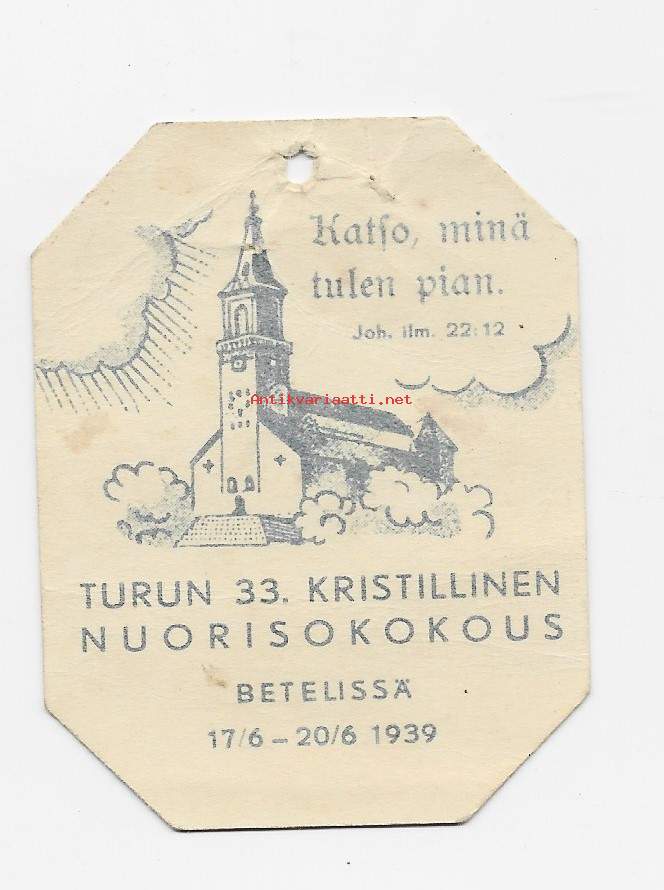 Katso, minä
tulen pian.
Joh. ilm. 22:12
Antikvariaatti.net
TURUN 33. KRISTILLINEN
NUORISOKOKOUS
BETELISSÄ
17/6 – 20/6 1939